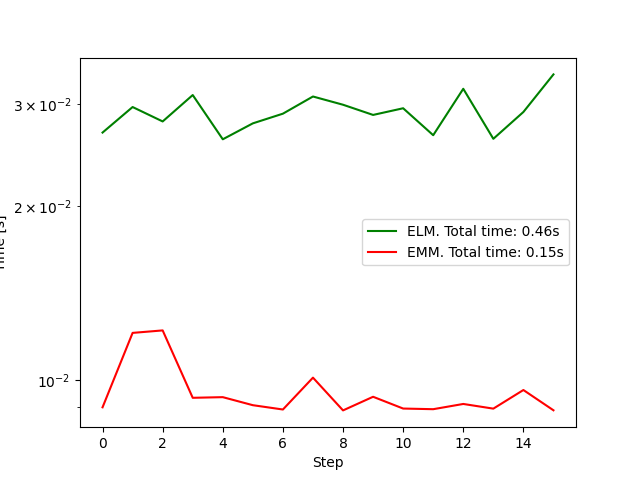 3 × 10⁻²
2 × 10⁻²
10⁻²
Time [s]
ELM. Total time: 0.46s
EMM. Total time: 0.15s
0 2 4 6 8 10 12 14
Step